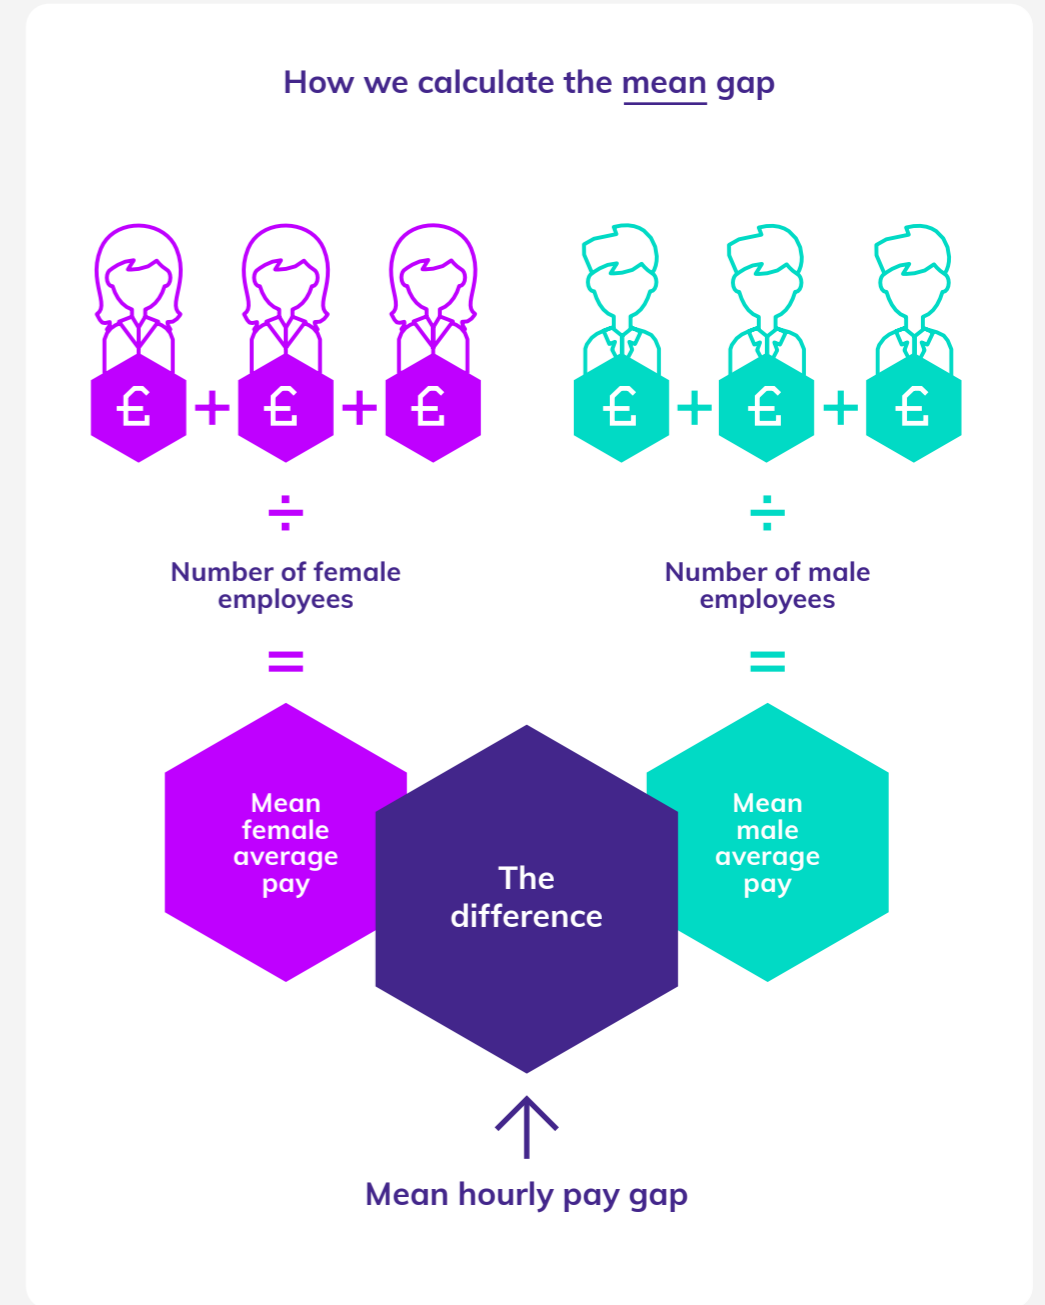 How we calculate the mean gap
£ + £ + £
£ + £ + £
÷
÷
Number of female
employees
Number of male
employees
=
=
Mean
female
average
pay
The
difference
Mean
male
average
pay
Mean hourly pay gap